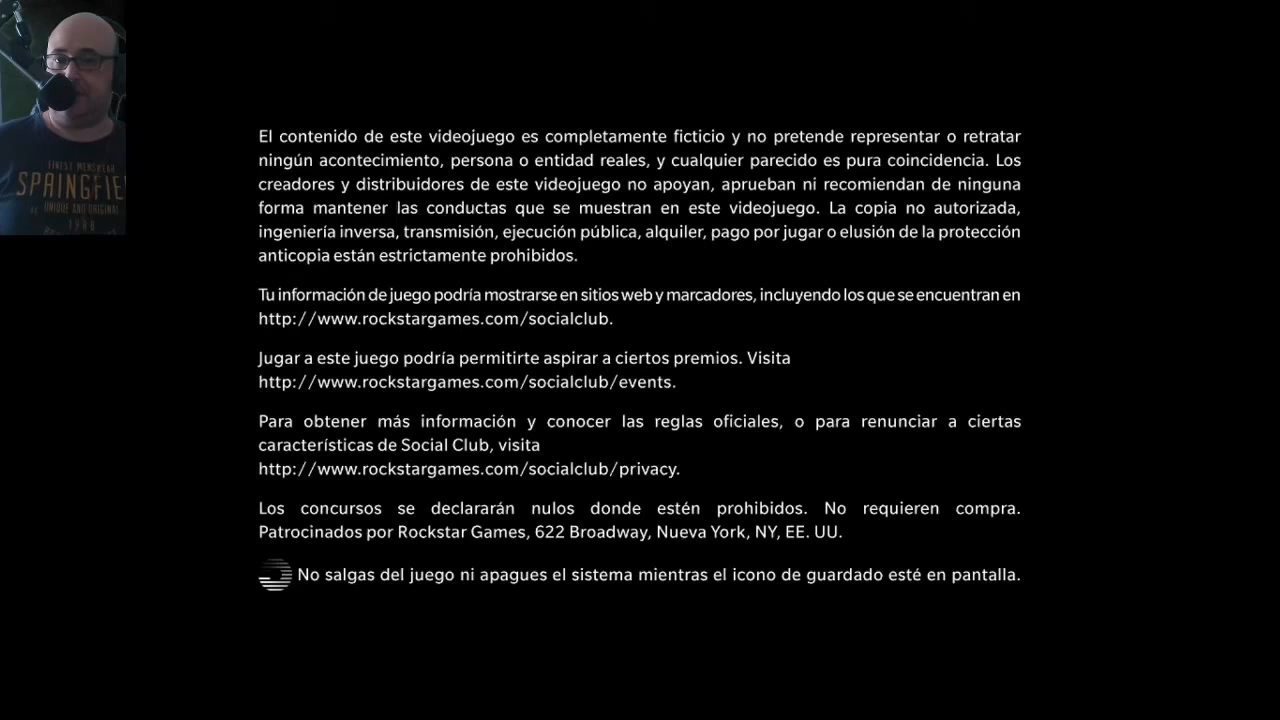 FINEST MENSWEAR
SPRINGFIE
UNIQUE AND ORIGINAL
El contenido de este videojuego es completamente ficticio y no pretende representar o retratar
ningún acontecimiento, persona o entidad reales, y cualquier parecido es pura coincidencia. Los
creadores y distribuidores de este videojuego no apoyan, aprueban ni recomiendan de ninguna
forma mantener las conductas que se muestran en este videojuego. La copia no autorizada,
ingeniería inversa, transmisión, ejecución pública, alquiler, pago por jugar o elusión de la protección
anticopia están estrictamente prohibidos.
Tu información de juego podría mostrarse en sitios web y marcadores, incluyendo los que se encuentran en
http://www.rockstargames.com/socialclub.
Jugar a este juego podría permitirte aspirar a ciertos premios. Visita
http://www.rockstargames.com/socialclub/events.
Para obtener más información y conocer las reglas oficiales, o para renunciar a ciertas
características de Social Club, visita
http://www.rockstargames.com/socialclub/privacy.
Los concursos se declararán nulos donde estén prohibidos. No requieren compra.
Patrocinados por Rockstar Games, 622 Broadway, Nueva York, NY, EE. UU.
No salgas del juego ni apagues el sistema mientras el icono de guardado esté en pantalla.